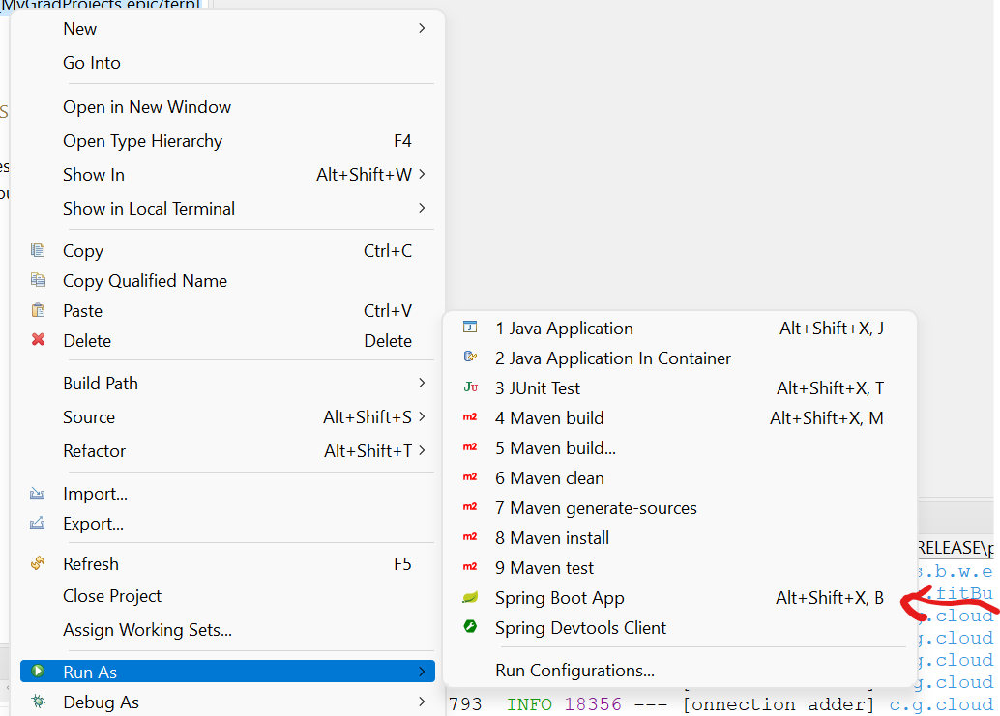 MyGradProjects epic/ferpl
New
Go Into
Open in New Window
Open Type Hierarchy F4
Show In Alt+Shift+W
Show in Local Terminal
Copy Ctrl+C
Copy Qualified Name
Paste Ctrl+V
Delete Delete
Build Path
Source Alt+Shift+S
Refactor Alt+Shift+T
Import...
Export...
Refresh F5
Close Project
Assign Working Sets...
Run As
Debug As
1 Java Application Alt+Shift+X, J
2 Java Application In Container
3 JUnit Test Alt+Shift+X, T
4 Maven build Alt+Shift+X, M
5 Maven build...
6 Maven clean
7 Maven generate-sources
8 Maven install
9 Maven test
Spring Boot App Alt+Shift+X, B
Spring Devtools Client
Run Configurations...
RELEASE\p
s.b.w.e
.fitBu
g.cloud
g.cloud
g.cloud
g.cloud
793 INFO 18356 --- [onnection adder] c.g.cloud